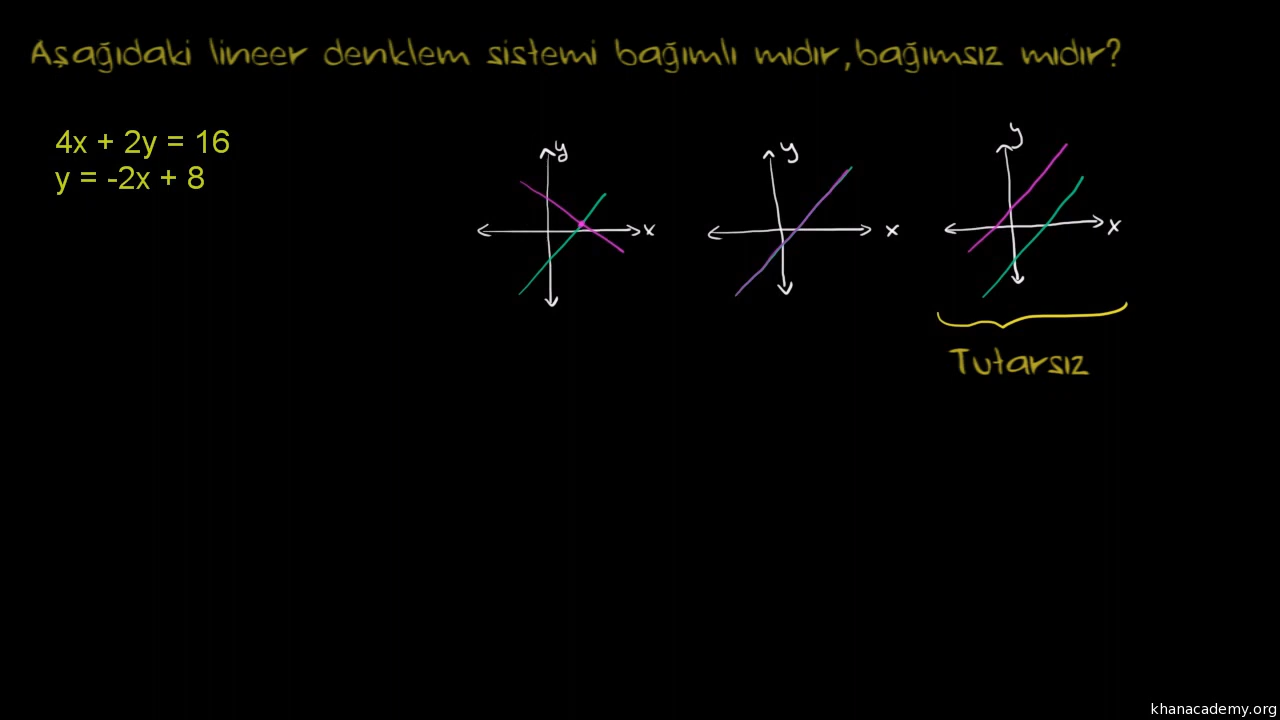 Aşağıdaki lineer denklem sistemi bağımlı mıdır, bağımsız mıdır?
4x + 2y = 16
y = -2x + 8
y
x
y
x
y
x
Tutarsız
khanacademy.org